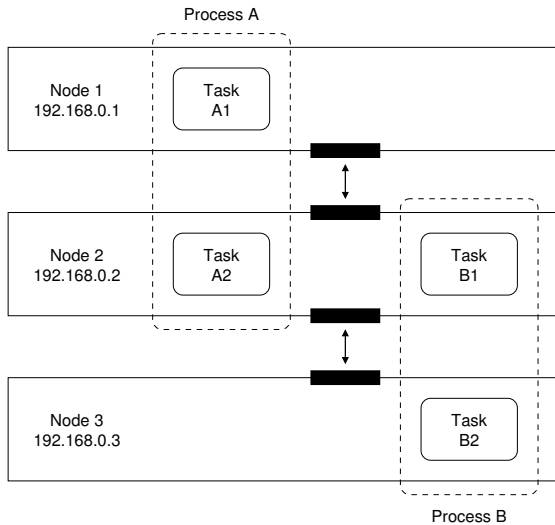 Process A
Node 1
192.168.0.1
Task
A1
Node 2
192.168.0.2
Task
A2
Task
B1
Node 3
192.168.0.3
Task
B2
Process B